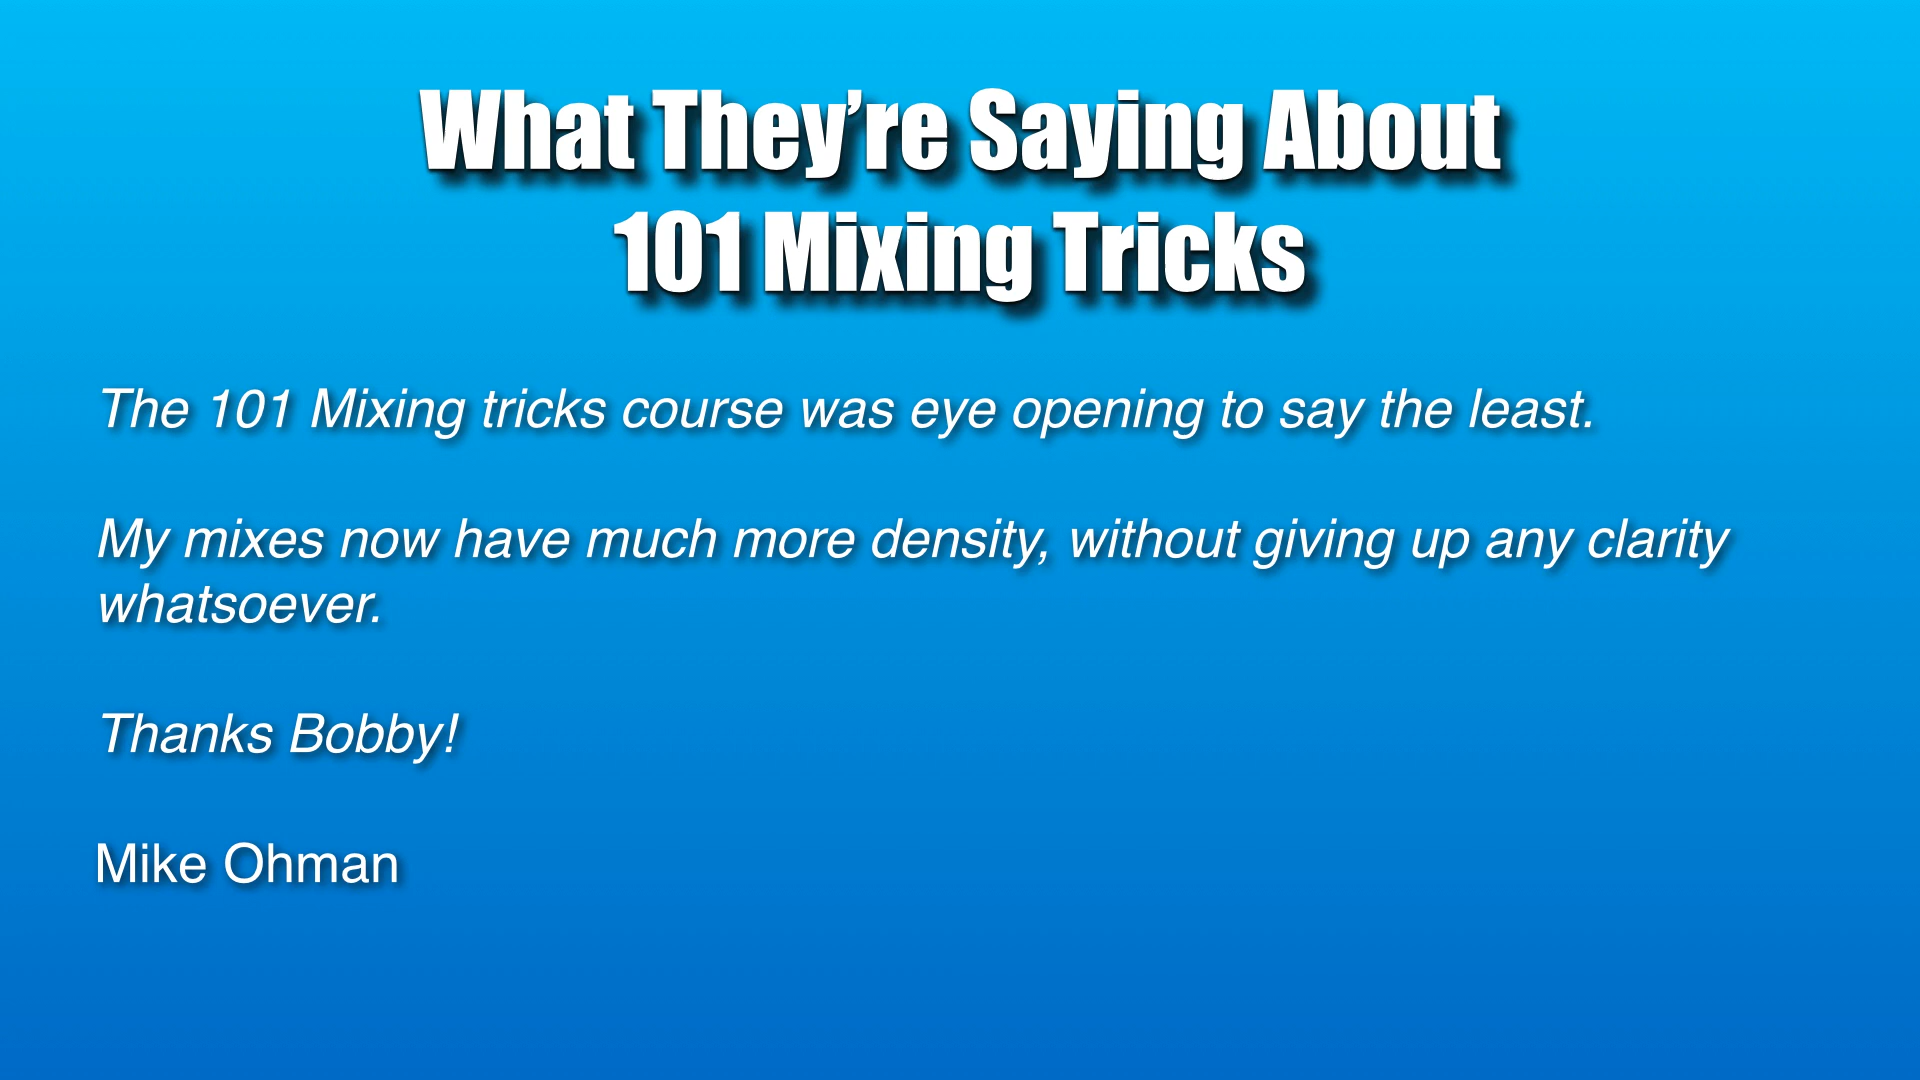 What They’re Saying About
101 Mixing Tricks
The 101 Mixing tricks course was eye opening to say the least.
My mixes now have much more density, without giving up any clarity
whatsoever.
Thanks Bobby!
Mike Ohman